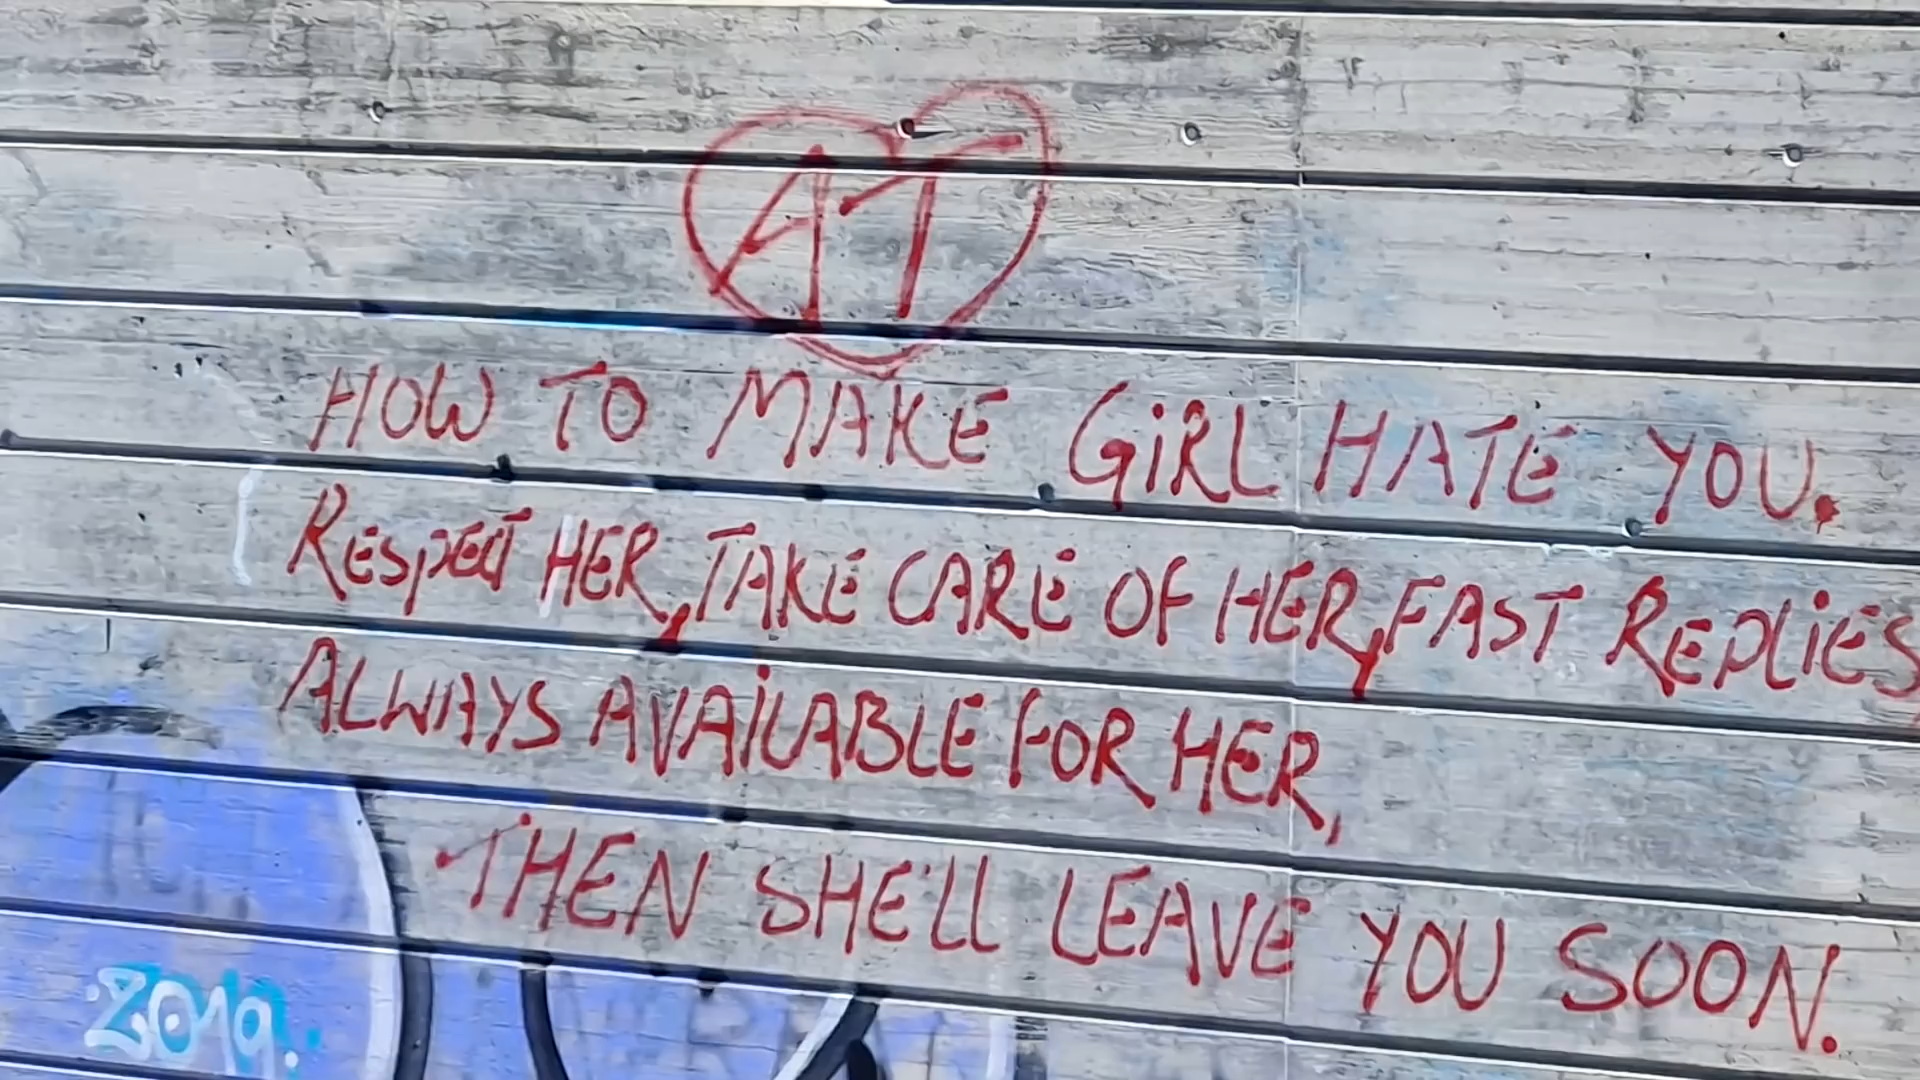 AT
HOW TO MAKE GiRL HATE YOU.
RESPECT HER, TAKE CARE OF HER, FAST REPLiES,
ALWAYS AVAiLABLE FOR HER,
THEN SHE'LL LEAVE YOU SOON.
2019.